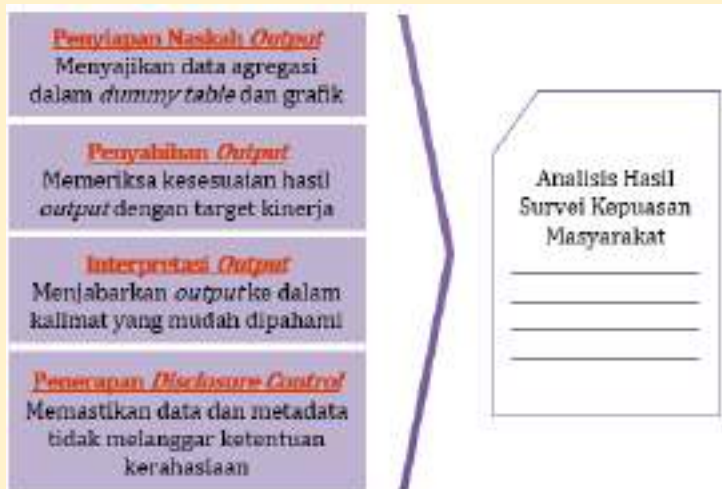 Penyiapan Naskah Output
Menyajikan data agregasi
dalam dummy table dan grafik
Penyahihan Output
Memeriksa kesesuaian hasil
output dengan target kinerja
Interpretasi Output
Menjabarkan output ke dalam
kalimat yang mudah dipahami
Penerapan Disclosure Control
Memastikan data dan metadata
tidak melanggar ketentuan
kerahasiaan
Analisis Hasil
Survei Kepuasan
Masyarakat